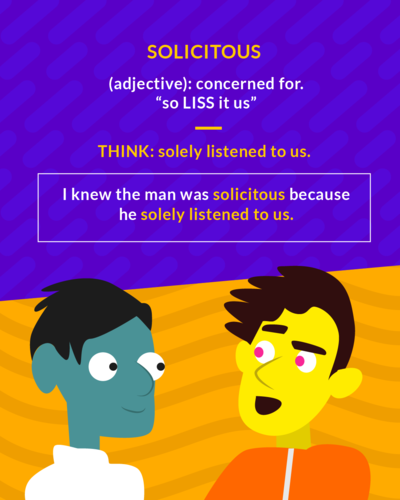 SOLICITOUS
(adjective): concerned for.
“so LISS it us”
THINK: solely listened to us.
I knew the man was solicitous because
he solely listened to us.